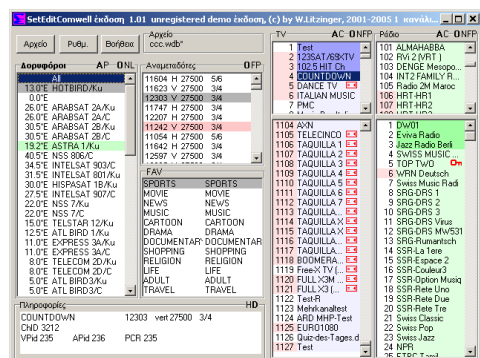 SetEditComwell έκδοση 1.01 unregistered demo έκδοση, (c) by W.Litzinger, 2001-2005 1 κανάλι...
Αρχείο Ρυθμ. Βοήθεια
Αρχείο
ccc.wdb*
Δορυφόροι A P O N L
All
13.0°E HOTBIRD/Ku
0.0°E
26.0°E ARABSAT 2A/Ku
26.0°E ARABSAT 2A/C
30.5°E ARABSAT 2B/Ku
30.5°E ARABSAT 2B/C
19.2°E ASTRA 1/Ku
40.5°E NSS 806/C
34.5°E INTELSAT 903/C
31.5°E INTELSAT 801/Ku
30.0°E HISPASAT 1B/Ku
27.5°E INTELSAT 907/C
22.0°E NSS 7/Ku
22.0°E NSS 7/C
15.0°E TELSTAR 12/Ku
12.5°E ATL BIRD 1/Ku
11.0°E EXPRESS 3A/Ku
11.0°E EXPRESS 3A/C
8.0°E TELECOM 2D/Ku
8.0°E TELECOM 2D/C
5.0°E ATL BIRD3/Ku
5.0°E ATL BIRD3/C
Αναμεταδότες O F P
11604 H 27500 5/6
11623 V 27500 3/4
12303 V 27500 3/4
11747 H 27500 3/4
12207 H 27500 3/4
11242 V 27500 3/4
11054 H 27500 5/6
11642 H 27500 3/4
12597 V 27500 3/4
FAV
SPORTS SPORTS
MOVIE MOVIE
NEWS NEWS
MUSIC MUSIC
CARTOON CARTOON
DRAMA DRAMA
DOCUMENTAR' DOCUMENTAR
SHOPPING SHOPPING
RELIGION RELIGION
LIFE LIFE
ADULT ADULT
TRAVEL TRAVEL
Πληροφορίες HD
COUNTDOWN 12303 vert 27500 3/4
CND 3212
VPid 235 APid 236 PCR 235
TV A C O N F P
1 Test
2 123SAT/69XTV
3 102.5 HIT Ch
4 COUNTDOWN
5 DANCE TV
6 ITALIAN MUSIC
7 PMC
1104 AXN
1105 TELECINCO
1106 TAQUILLA 1
1107 TAQUILLA 2
1108 TAQUILLA 3
1109 TAQUILLA 4
1110 TAQUILLA 5
1111 TAQUILLA 6
1112 TAQUILLA 7
1113 TAQUILLA ...
1114 TAQUILLA X
1115 TAQUILLA X
1116 TAQUILLA...
1117 TAQUILLA...
1118 BOOMERA...
1119 Free-X TV (...
1120 FULL X3M ...
1121 FULL X3 (...
1122 Test-R
1123 Mehrkanaltest
1124 ARD MHP-Test
1125 EURO1080
1126 Quiz-des-Tages.d
1127 Test
Ράδιο A C O N F P
101 ALMAHABBA
102 RVi 2 (VRT )
103 DENGE Mesopo...
104 INT2 FAMILY R...
105 Radio 2M Maroc
106 HRT-HR1
107 HRT-HR2
1 DW01
2 Eviva Radio
3 Jazz Radio Berli
4 SWISS MUSIC ...
5 TOP TWO
6 WRN Deutsch
7 Swiss Music Radi
8 SRG-DRS 1
9 SRG-DRS 2
10 SRG-DRS 3
11 SRG-DRS Virus
12 SRG-DRS MW531
13 SRG-Rumantsch
14 SSR-La 1ere
15 SSR-Espace 2
16 SSR-Couleur3
17 SSR-Option Musiq
18 SSR-Rete Uno
19 SSR-Rete Due
20 SSR-Rete Tre
21 Swiss Classic
22 Swiss Pop
23 Swiss Jazz
24 NPR